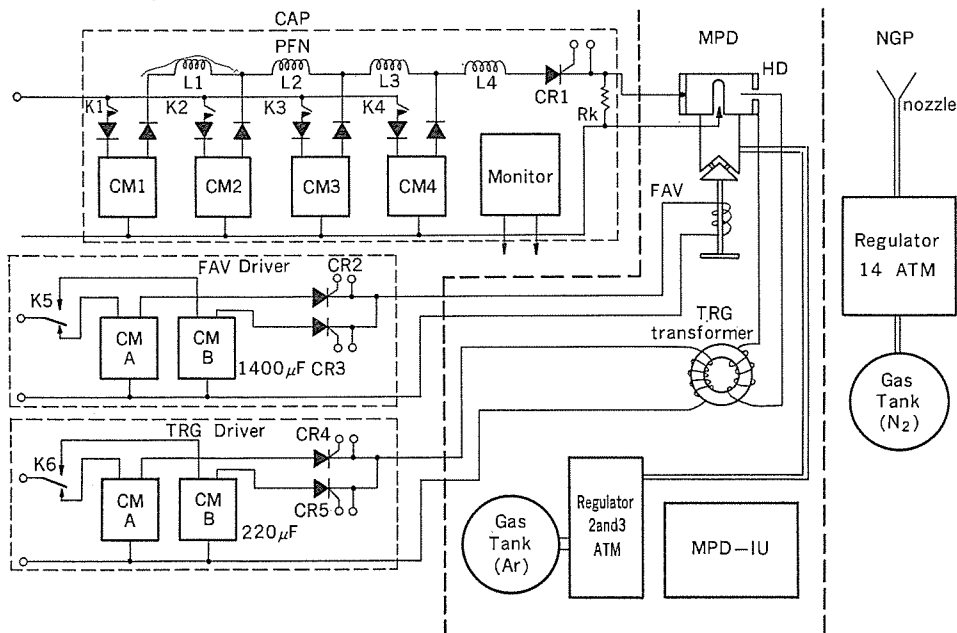 CAP
PFN
L1
L2
L3
L4
CR1
K1
K2
K3
K4
Rk
CM1
CM2
CM3
CM4
Monitor
MPD
HD
FAV
NGP
nozzle
Regulator
14 ATM
Gas
Tank
(N₂)
FAV Driver
CR2
K5
CM
A
CM
B
1400μF
CR3
TRG
transformer
TRG Driver
CR4
K6
CM
A
CM
B
220μF
CR5
Gas
Tank
(Ar)
Regulator
2and3
ATM
MPD-IU